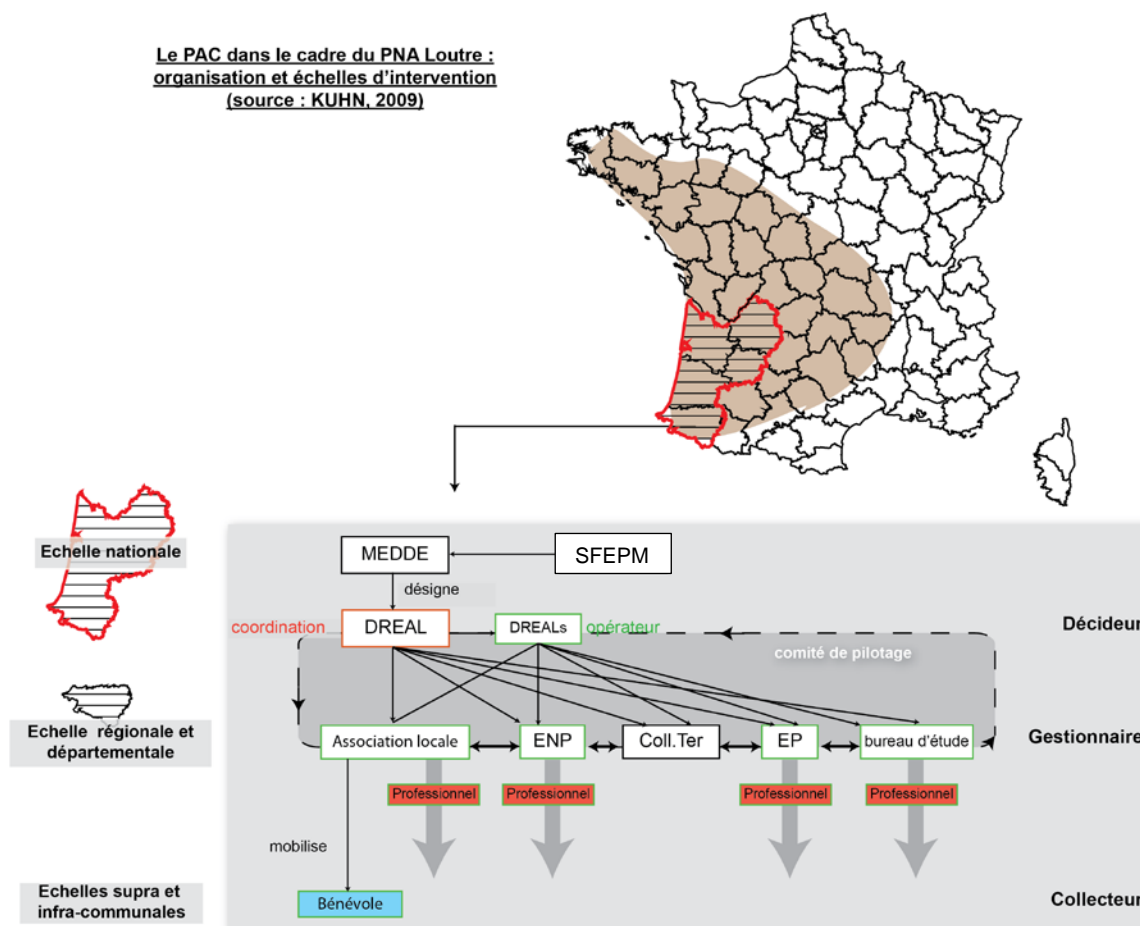 Le PAC dans le cadre du PNA Loutre :
organisation et échelles d'intervention
(source : KUHN, 2009)
Echelle nationale
MEDDE
SFEPM
désigne
coordination
DREAL
DREALs
opérateur
Décideur
comité de pilotage
Echelle régionale et
départementale
Association locale
ENP
Coll.Ter
EP
bureau d'étude
Gestionnaire
Professionnel
Professionnel
Professionnel
Professionnel
mobilise
Echelles supra et
infra-communales
Bénévole
Collecteur